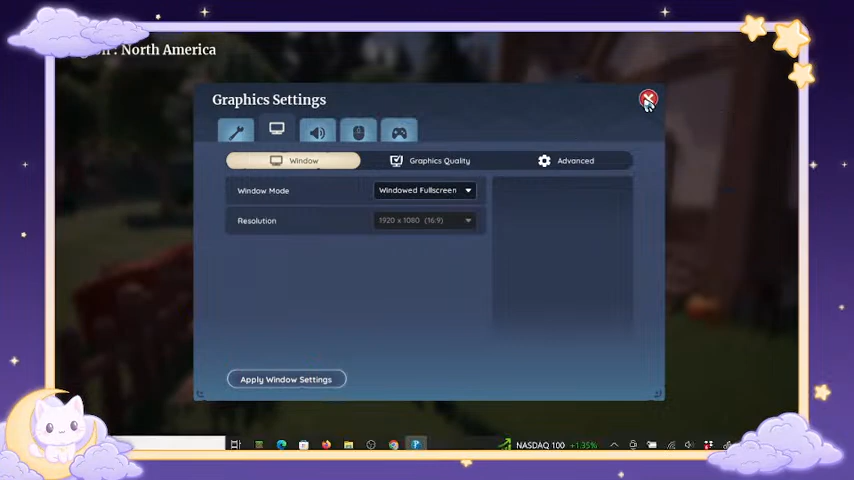 : North America
Graphics Settings
Window
Graphics Quality
Advanced
Window Mode
Windowed Fullscreen
Resolution
1920 x 1080 (16:9)
Apply Window Settings
NASDAQ 100 +1.35%